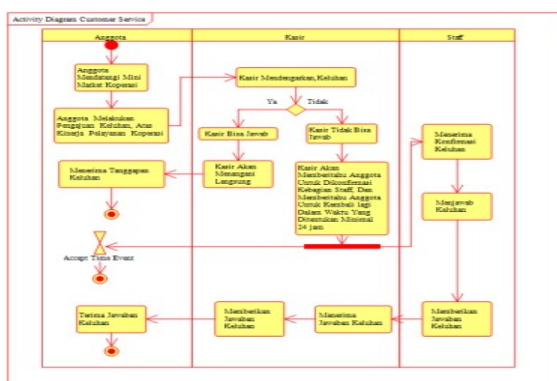 Activity Diagram Customer Service
Anggota
Kasir
Staff
Anggota
Mendatangi Mini
Market Koperasi
Anggota Melakukan
Pengajuan Keluhan, Atas
Kinerja Pelayanan Koperasi
Kasir Mendengarkan, Keluhan
Ya
Tidak
Kasir Bisa Jawab
Kasir Tidak Bisa
Jawab
Kasir Akan
Menangani
Langsung
Menerima Tanggapan
Keluhan
Kasir Akan
Memberitahu Anggota
Untuk Dikonfirmasi
Kebagian Staff, Dan
Memberitahu Anggota
Untuk Kembali lagi
Dalam Waktu Yang
Ditentukan Minimal
24 jam
Menerima
Konfirmasi
Keluhan
Menjawab
Keluhan
Accept Time Event
Memberikan
Jawaban
Keluhan
Menerima
Jawaban Keluhan
Memberikan
Jawaban
Keluhan
Terima Jawaban
Keluhan